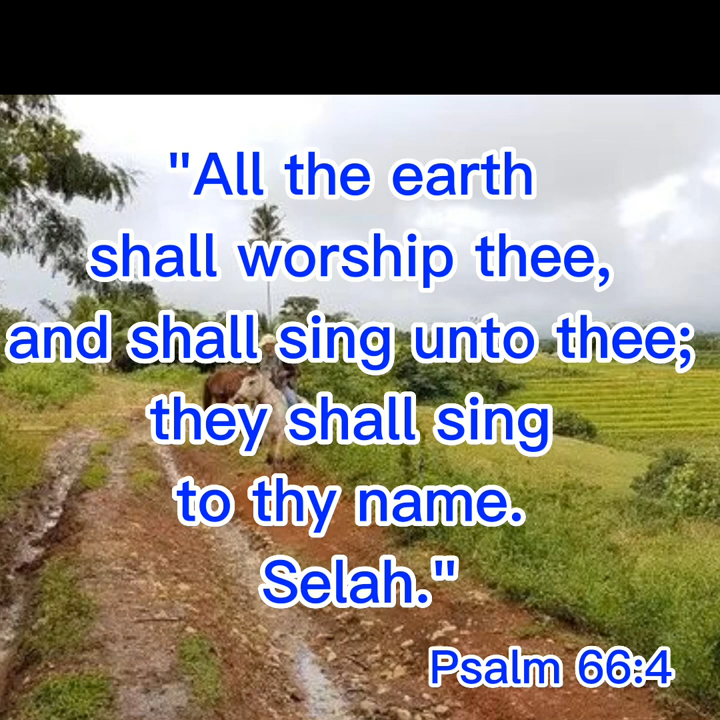 "All the earth
shall worship thee,
and shall sing unto thee;
they shall sing
to thy name.
Selah."
Psalm 66:4